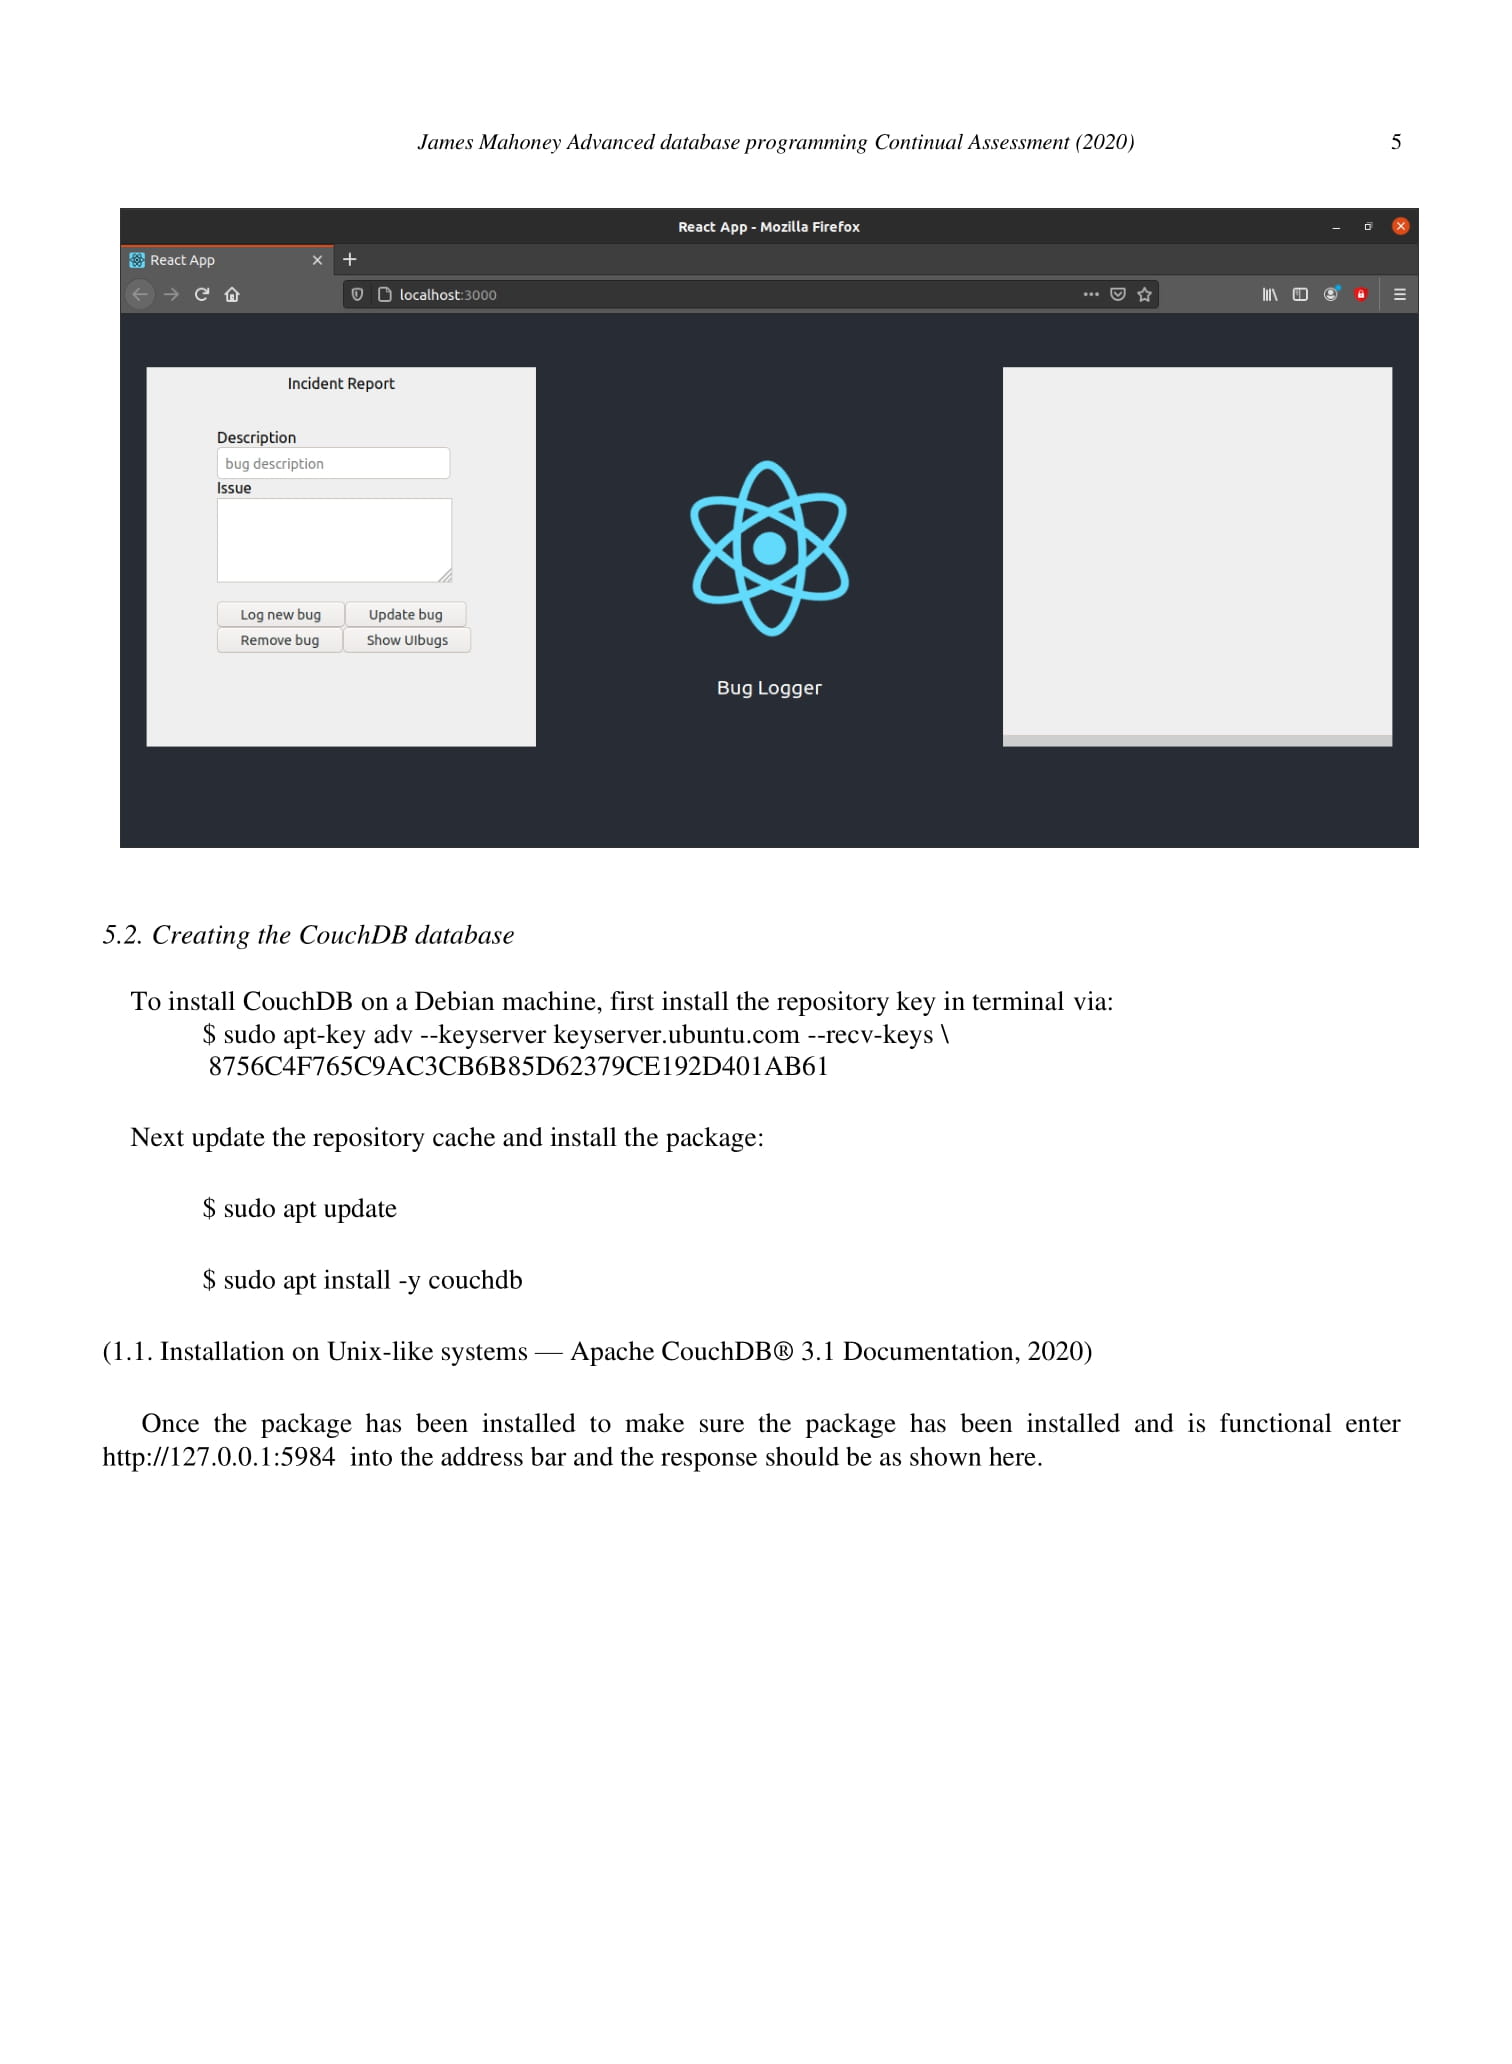 James Mahoney Advanced database programming Continual Assessment (2020) 5
React App - Mozilla Firefox
React App
localhost:3000
Incident Report
Description
bug description
Issue
Log new bug Update bug
Remove bug Show UIbugs
Bug Logger
5.2. Creating the CouchDB database
To install CouchDB on a Debian machine, first install the repository key in terminal via:
$ sudo apt-key adv --keyserver keyserver.ubuntu.com --recv-keys \
8756C4F765C9AC3CB6B85D62379CE192D401AB61
Next update the repository cache and install the package:
$ sudo apt update
$ sudo apt install -y couchdb
(1.1. Installation on Unix-like systems — Apache CouchDB® 3.1 Documentation, 2020)
Once the package has been installed to make sure the package has been installed and is functional enter
http://127.0.0.1:5984 into the address bar and the response should be as shown here.